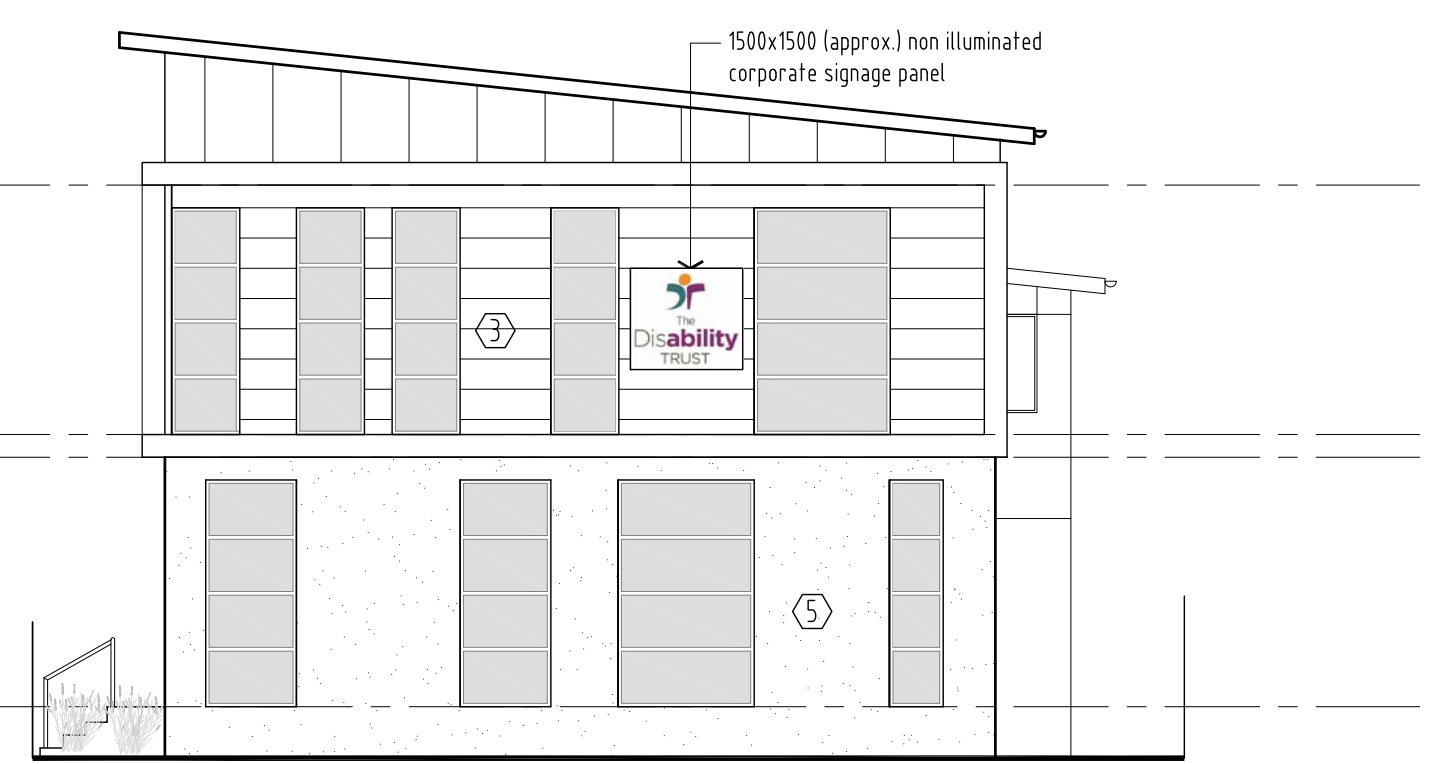 1500x1500 (approx.) non illuminated
corporate signage panel
3
The
Disability
TRUST
5